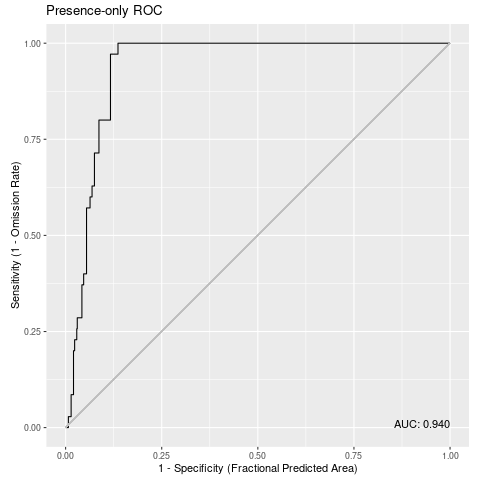 Presence-only ROC
Sensitivity (1 - Omission Rate)
1.00
0.75
0.50
0.25
0.00
AUC: 0.940
0.00 0.25 0.50 0.75 1.00
1 - Specificity (Fractional Predicted Area)